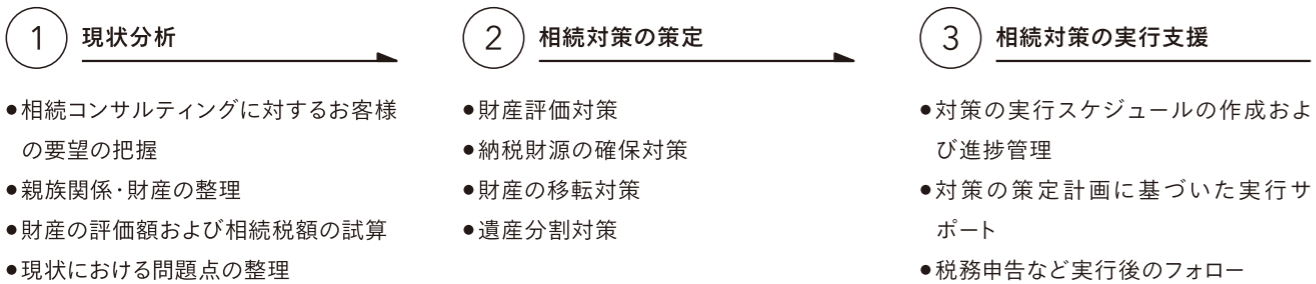 1 現状分析
●相続コンサルティングに対するお客様
の要望の把握
●親族関係・財産の整理
●財産の評価額および相続税額の試算
●現状における問題点の整理
2 相続対策の策定
●財産評価対策
●納税財源の確保対策
●財産の移転対策
●遺産分割対策
3 相続対策の実行支援
●対策の実行スケジュールの作成およ
び進捗管理
●対策の策定計画に基づいた実行サ
ポート
●税務申告など実行後のフォロー